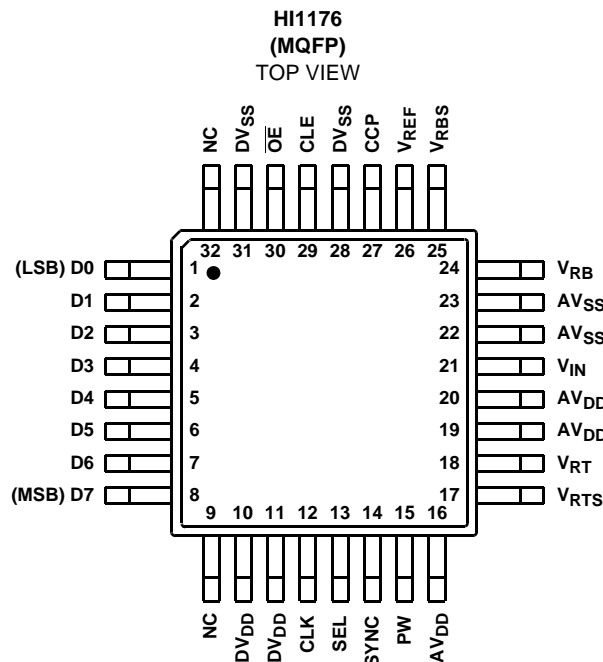 HI1176
(MQFP)
TOP VIEW
NC DVSS OE CLE DVSS CCP VREF VRBS
32 31 30 29 28 27 26 25
(LSB) D0 1 24 VRB
D1 2 23 AVSS
D2 3 22 AVSS
D3 4 21 VIN
D4 5 20 AVDD
D5 6 19 AVDD
D6 7 18 VRT
(MSB) D7 8 17 VRTS
9 10 11 12 13 14 15 16
NC DVDD DVDD CLK SEL SYNC PW AVDD